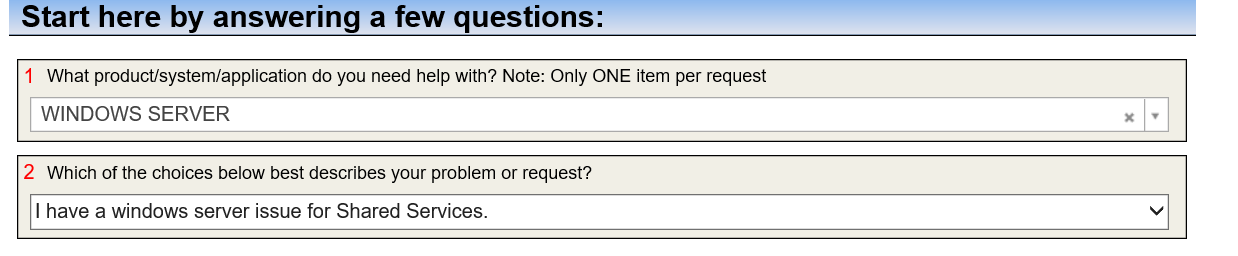 Start here by answering a few questions:
1 What product/system/application do you need help with? Note: Only ONE item per request
WINDOWS SERVER
2 Which of the choices below best describes your problem or request?
I have a windows server issue for Shared Services.